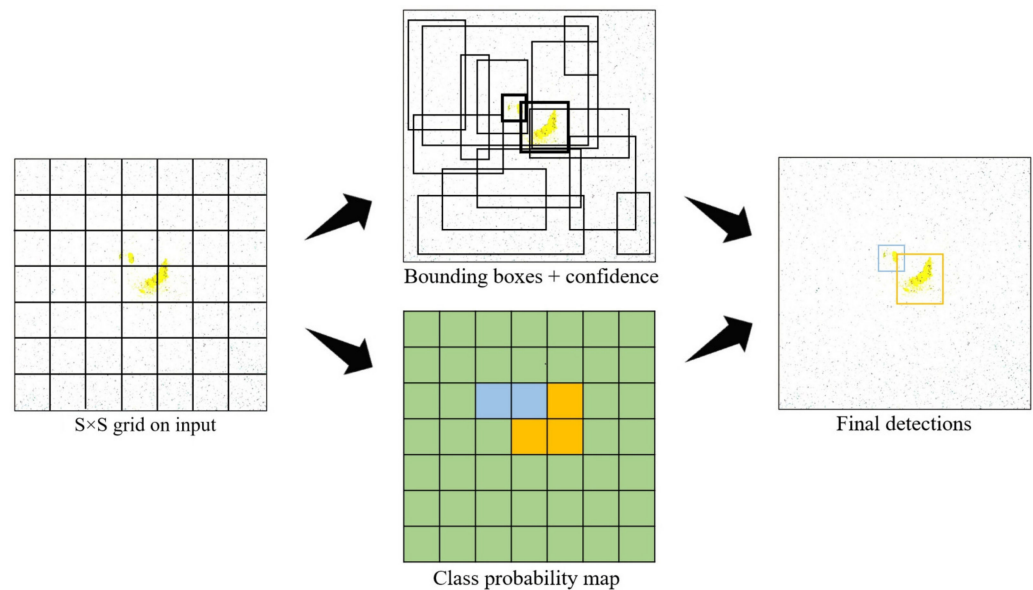 Bounding boxes + confidence
S×S grid on input
Final detections
Class probability map